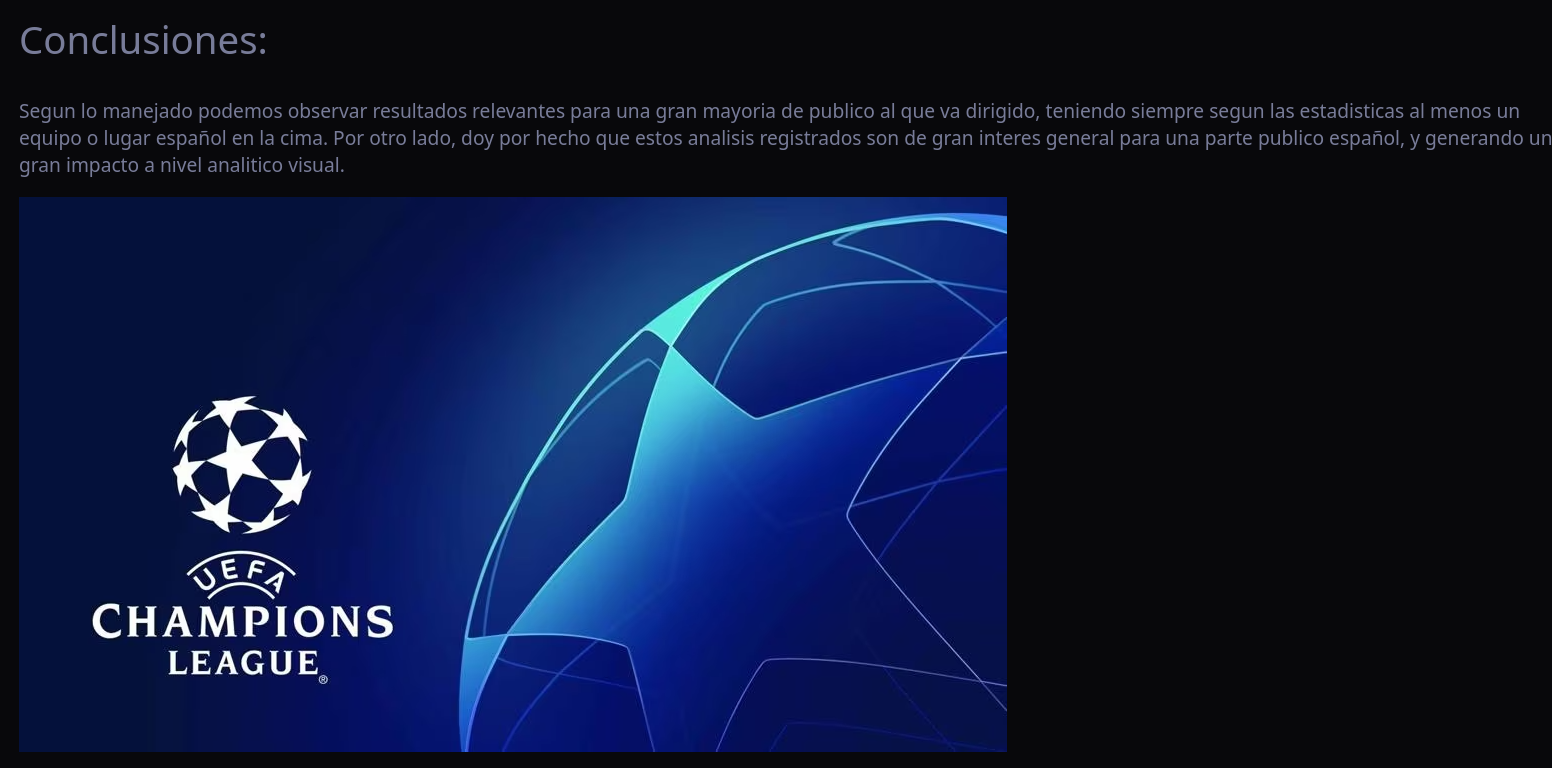 Conclusiones:
Segun lo manejado podemos observar resultados relevantes para una gran mayoria de publico al que va dirigido, teniendo siempre segun las estadisticas al menos un
equipo o lugar español en la cima. Por otro lado, doy por hecho que estos analisis registrados son de gran interes general para una parte publico español, y generando un
gran impacto a nivel analitico visual.
UEFA
CHAMPIONS
LEAGUE®